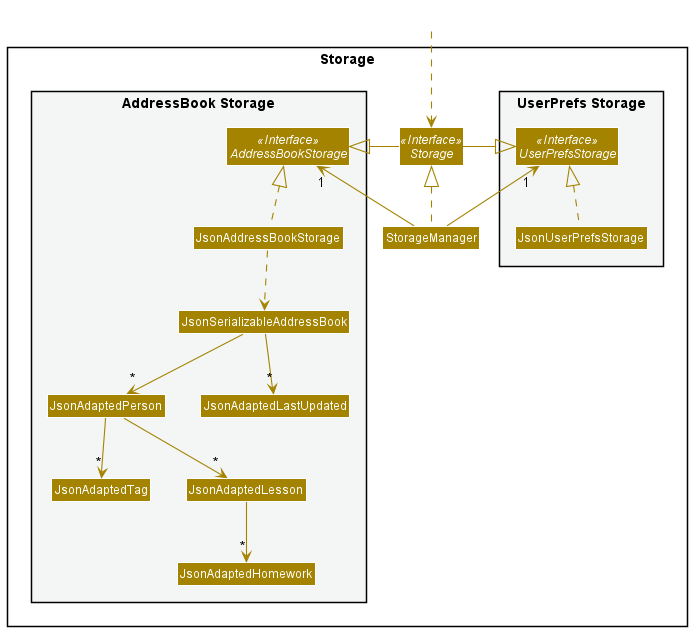 Storage
AddressBook Storage
UserPrefs Storage
«Interface»
AddressBookStorage
«Interface»
Storage
«Interface»
UserPrefsStorage
1
1
JsonAddressBookStorage
StorageManager
JsonUserPrefsStorage
JsonSerializableAddressBook
*
*
JsonAdaptedPerson
JsonAdaptedLastUpdated
*
*
JsonAdaptedTag
JsonAdaptedLesson
*
JsonAdaptedHomework